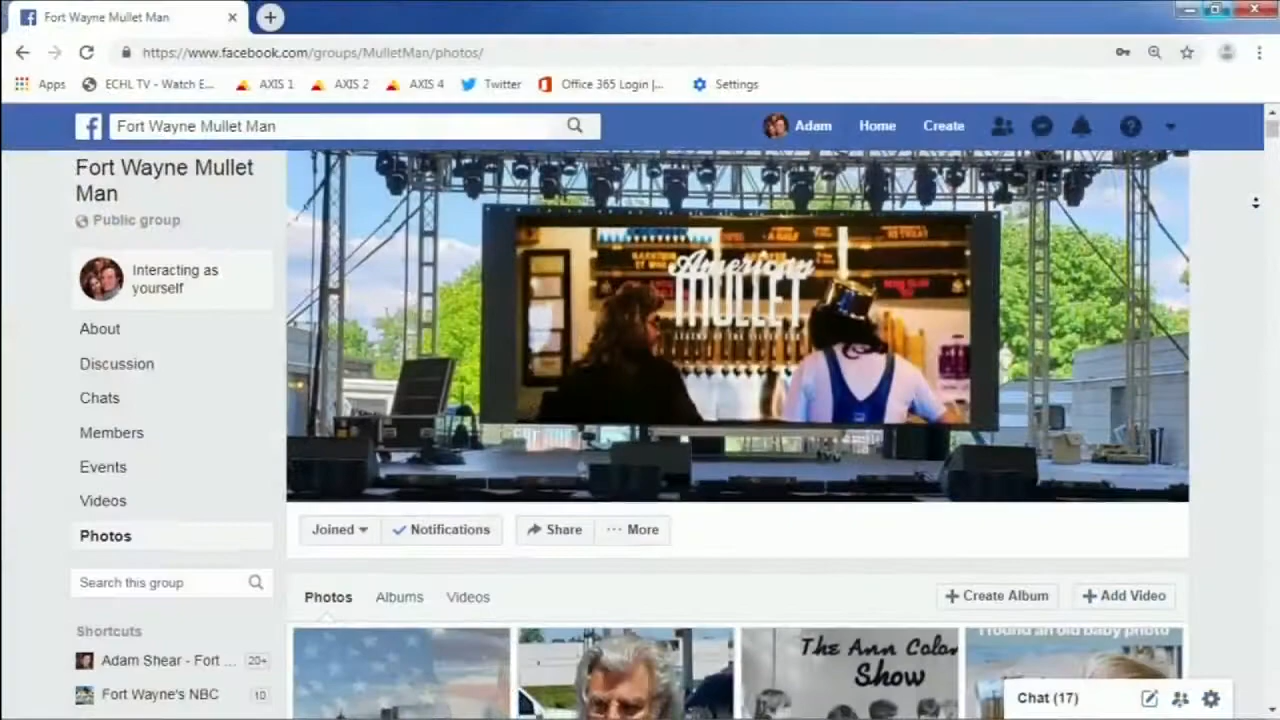 Fort Wayne Mullet Man
https://www.facebook.com/groups/MulletMan/photos/
Apps
ECHL TV - Watch E...
AXIS 1
AXIS 2
AXIS 4
Twitter
Office 365 Login |...
Settings
Fort Wayne Mullet Man
Adam
Home
Create
Fort Wayne Mullet
Man
Public group
Interacting as
yourself
About
Discussion
Chats
Members
Events
Videos
Photos
Search this group
Shortcuts
Adam Shear - Fort ... 20+
Fort Wayne's NBC 10
American
MULLET
Joined
Notifications
Share
More
Photos
Albums
Videos
Create Album
Add Video
The Ann Colon
Show
I found an old baby photo
Chat (17)